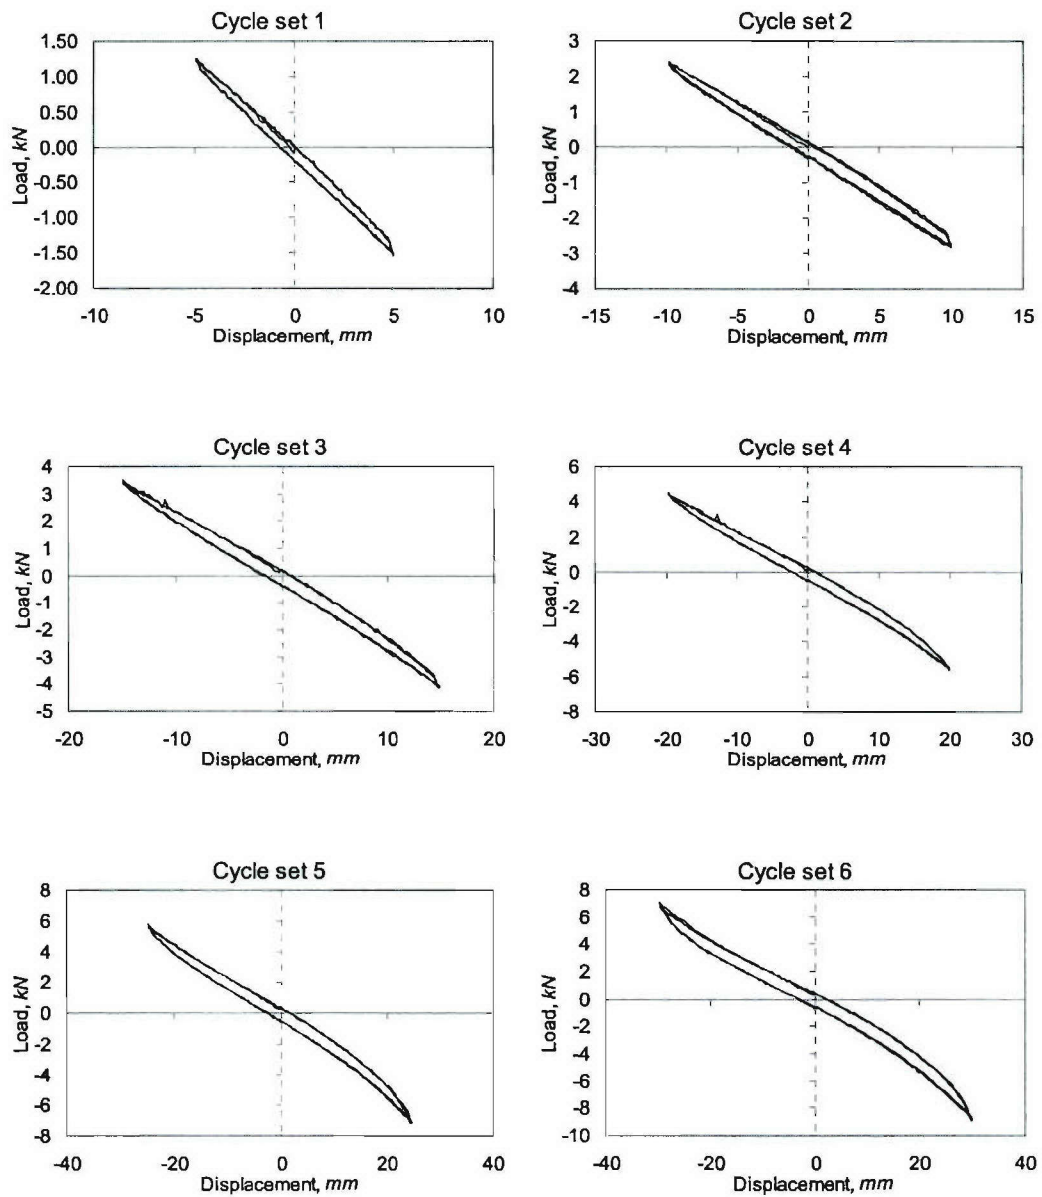 Cycle set 1
1.50
1.00
0.50
0.00
-0.50
-1.00
-1.50
-2.00
Load, kN
-10 -5 0 5 10
Displacement, mm
Cycle set 2
3
2
1
0
-1
-2
-3
-4
Load, kN
-15 -10 -5 0 5 10 15
Displacement, mm
Cycle set 3
4
3
2
1
0
-1
-2
-3
-4
-5
Load, kN
-20 -10 0 10 20
Displacement, mm
Cycle set 4
6
4
2
0
-2
-4
-6
-8
Load, kN
-30 -20 -10 0 10 20 30
Displacement, mm
Cycle set 5
8
6
4
2
0
-2
-4
-6
-8
Load, kN
-40 -20 0 20 40
Displacement, mm
Cycle set 6
8
6
4
2
0
-2
-4
-6
-8
-10
Load, kN
-40 -20 0 20 40
Displacement, mm